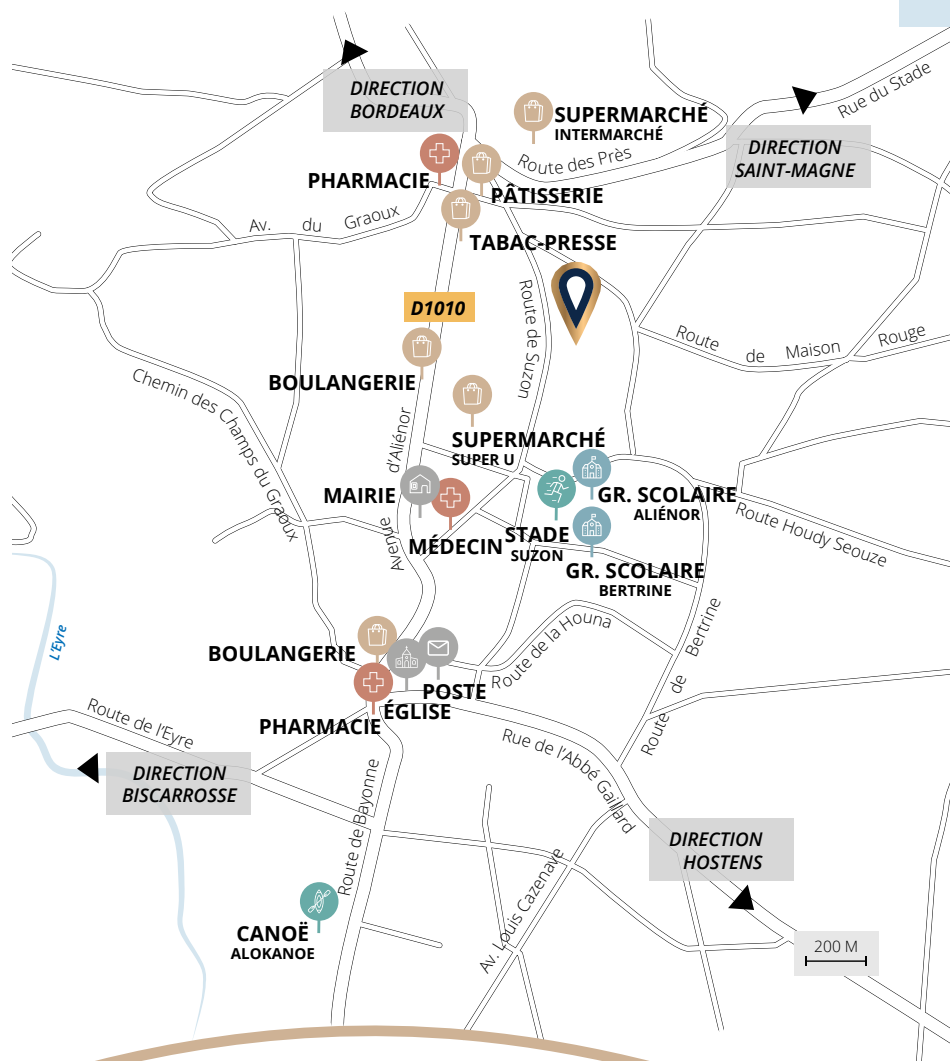 DIRECTION
BORDEAUX
SUPERMARCHÉ
INTERMARCHÉ
Rue du Stade
DIRECTION
SAINT-MAGNE
Route des Près
PHARMACIE
PÂTISSERIE
Av. du Graoux
TABAC-PRESSE
D1010
Route de Suzon
Route de Maison Rouge
BOULANGERIE
Chemin des Champs du Graoux
SUPERMARCHÉ
SUPER U
Avenue d'Aliénor
MAIRIE
MÉDECIN
STADE
SUZON
GR. SCOLAIRE
ALIÉNOR
Route Houdy Seouze
GR. SCOLAIRE
BERTRINE
L'Eyre
Route de la Houna
Route de Bertrine
BOULANGERIE
POSTE
ÉGLISE
PHARMACIE
Route de l'Eyre
Rue de l'Abbé Gaillard
DIRECTION
BISCARROSSE
Route de Bayonne
DIRECTION
HOSTENS
Av. Louis Cazenave
CANOË
ALOKANOE
200 M